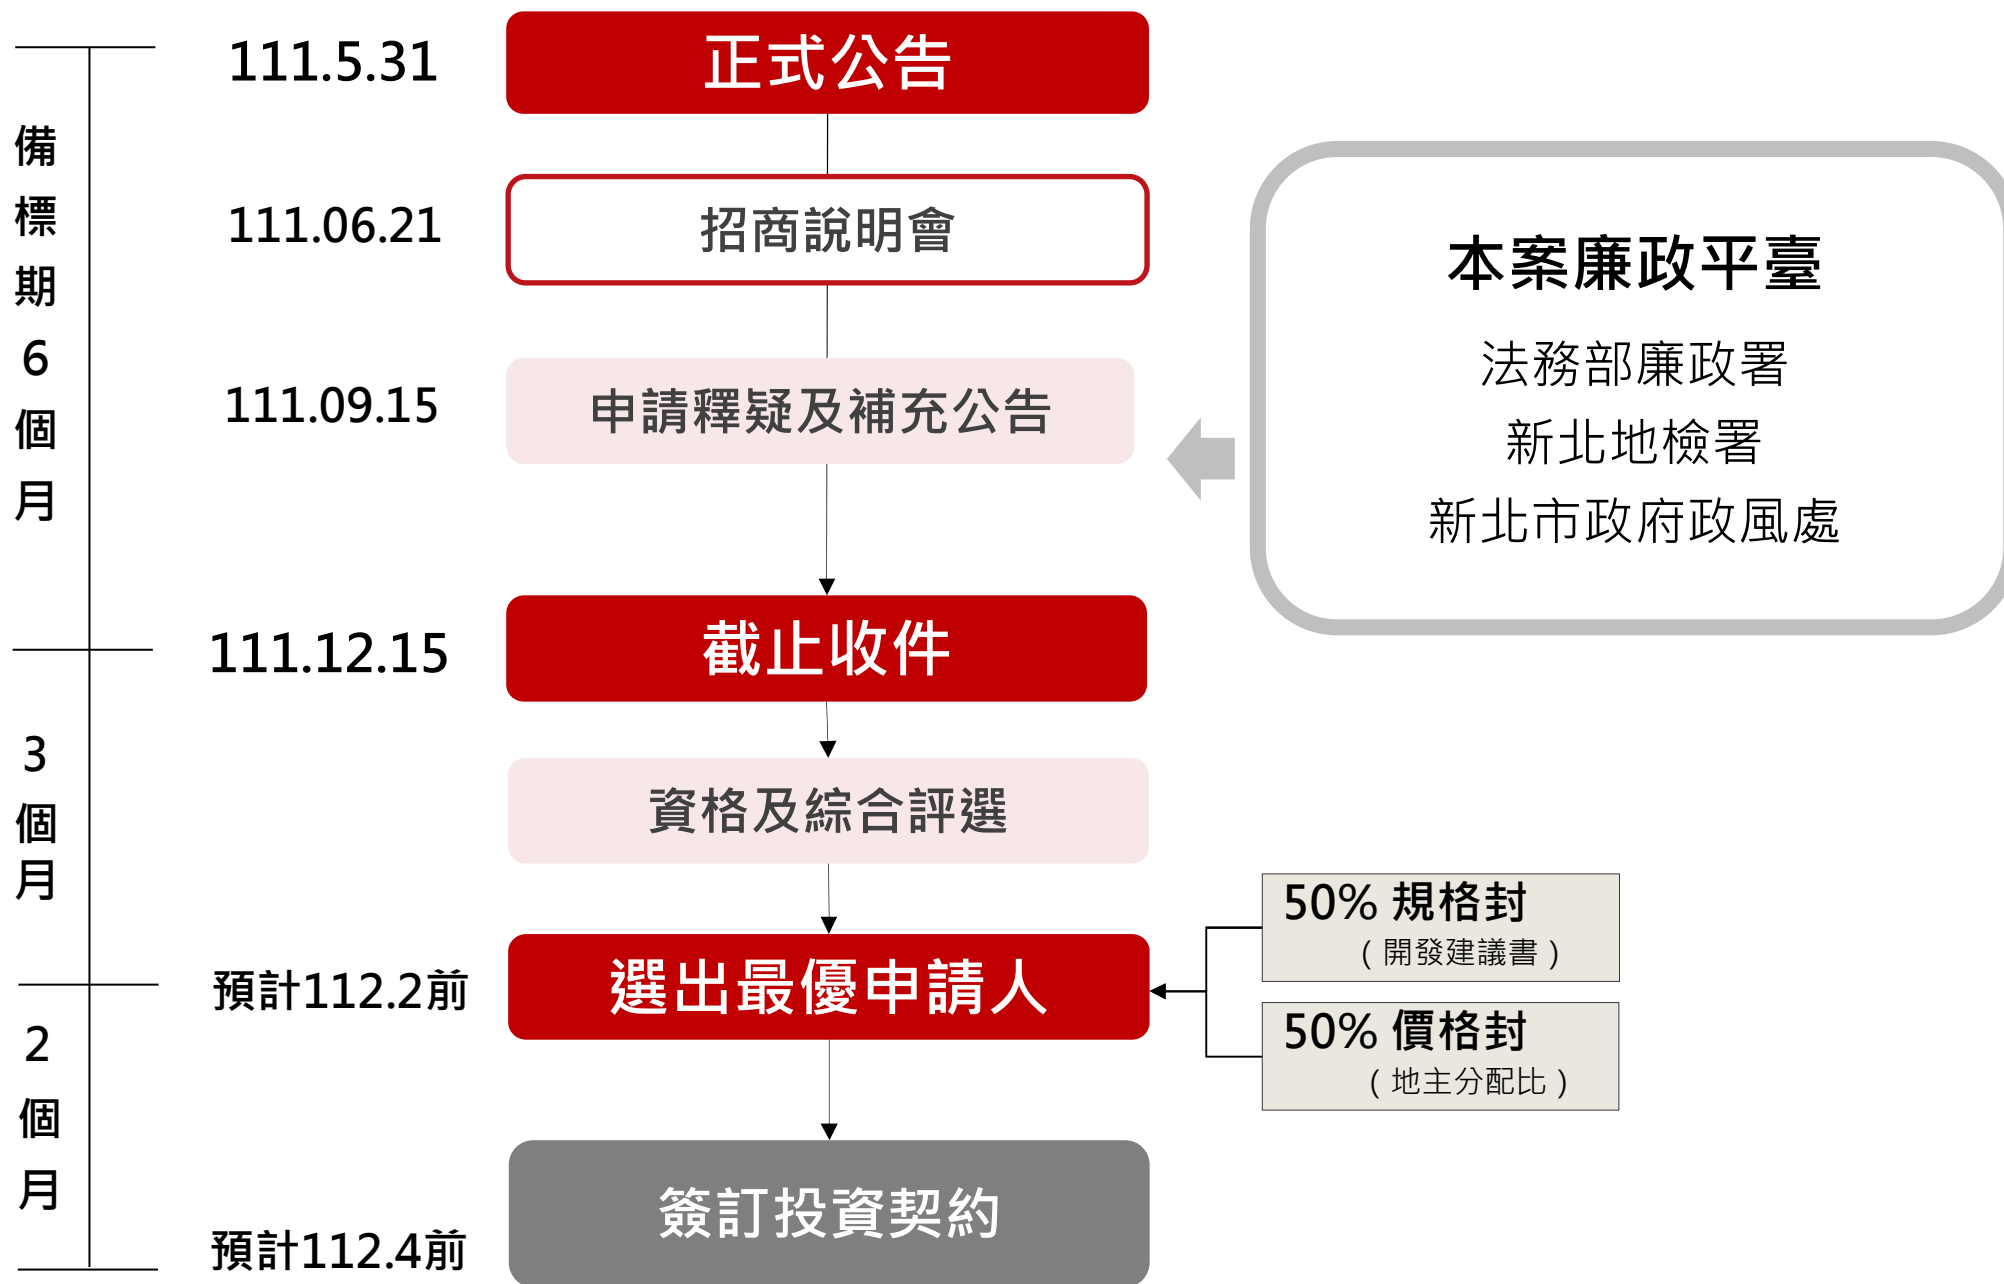 備標期6個月
3個月
2個月
111.5.31
正式公告
111.06.21
招商說明會
111.09.15
申請釋疑及補充公告
111.12.15
截止收件
資格及綜合評選
預計112.2前
選出最優申請人
預計112.4前
簽訂投資契約
本案廉政平臺
法務部廉政署
新北地檢署
新北市政府政風處
50% 規格封
(開發建議書)
50% 價格封
(地主分配比)